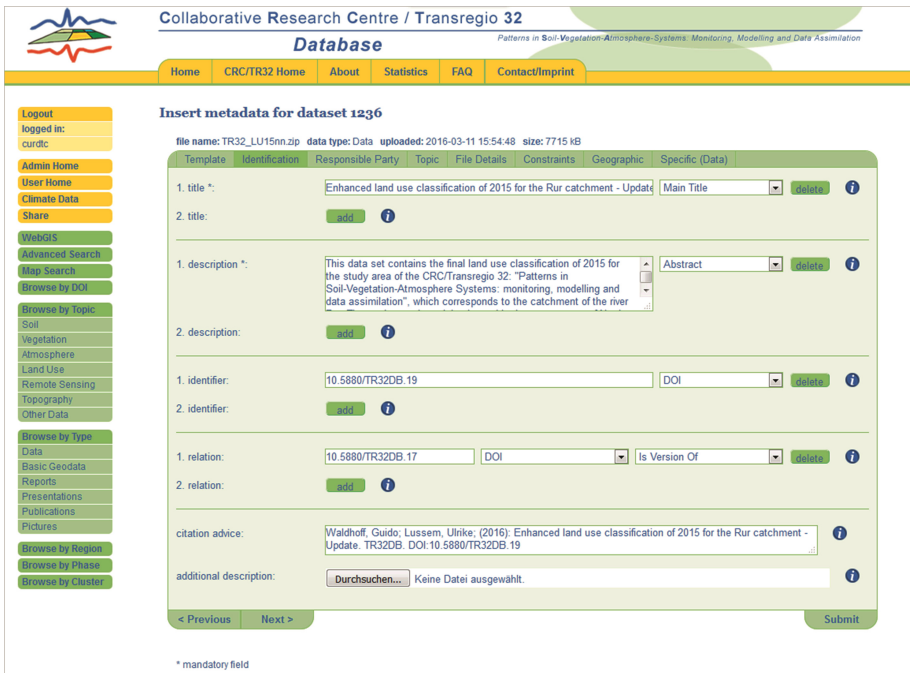 Collaborative Research Centre / Transregio 32
Database
Patterns in Soil-Vegetation-Atmosphere-Systems: Monitoring, Modelling and Data Assimilation
Home CRC/TR32 Home About Statistics FAQ Contact/Imprint
Logout
logged in:
curdtc
Admin Home
User Home
Climate Data
Share
WebGIS
Advanced Search
Map Search
Browse by DOI
Browse by Topic
Soil
Vegetation
Atmosphere
Land Use
Remote Sensing
Topography
Other Data
Browse by Type
Data
Basic Geodata
Reports
Presentations
Publications
Pictures
Browse by Region
Browse by Phase
Browse by Cluster
Insert metadata for dataset 1236
file name: TR32_LU15nn.zip data type: Data uploaded: 2016-03-11 15:54:48 size: 7715 kB
Template Identification Responsible Party Topic File Details Constraints Geographic Specific (Data)
1. title *: Enhanced land use classification of 2015 for the Rur catchment - Update Main Title delete
2. title: add
1. description *: This data set contains the final land use classification of 2015 for Abstract delete
the study area of the CRC/Transregio 32: "Patterns in
Soil-Vegetation-Atmosphere Systems: monitoring, modelling and
data assimilation", which corresponds to the catchment of the river
2. description: add
1. identifier: 10.5880/TR32DB.19 DOI delete
2. identifier: add
1. relation: 10.5880/TR32DB.17 DOI Is Version Of delete
2. relation: add
citation advice: Waldhoff, Guido; Lussem, Ulrike; (2016): Enhanced land use classification of 2015 for the Rur catchment -
Update. TR32DB. DOI:10.5880/TR32DB.19
additional description: Durchsuchen... Keine Datei ausgewählt.
< Previous Next > Submit
* mandatory field